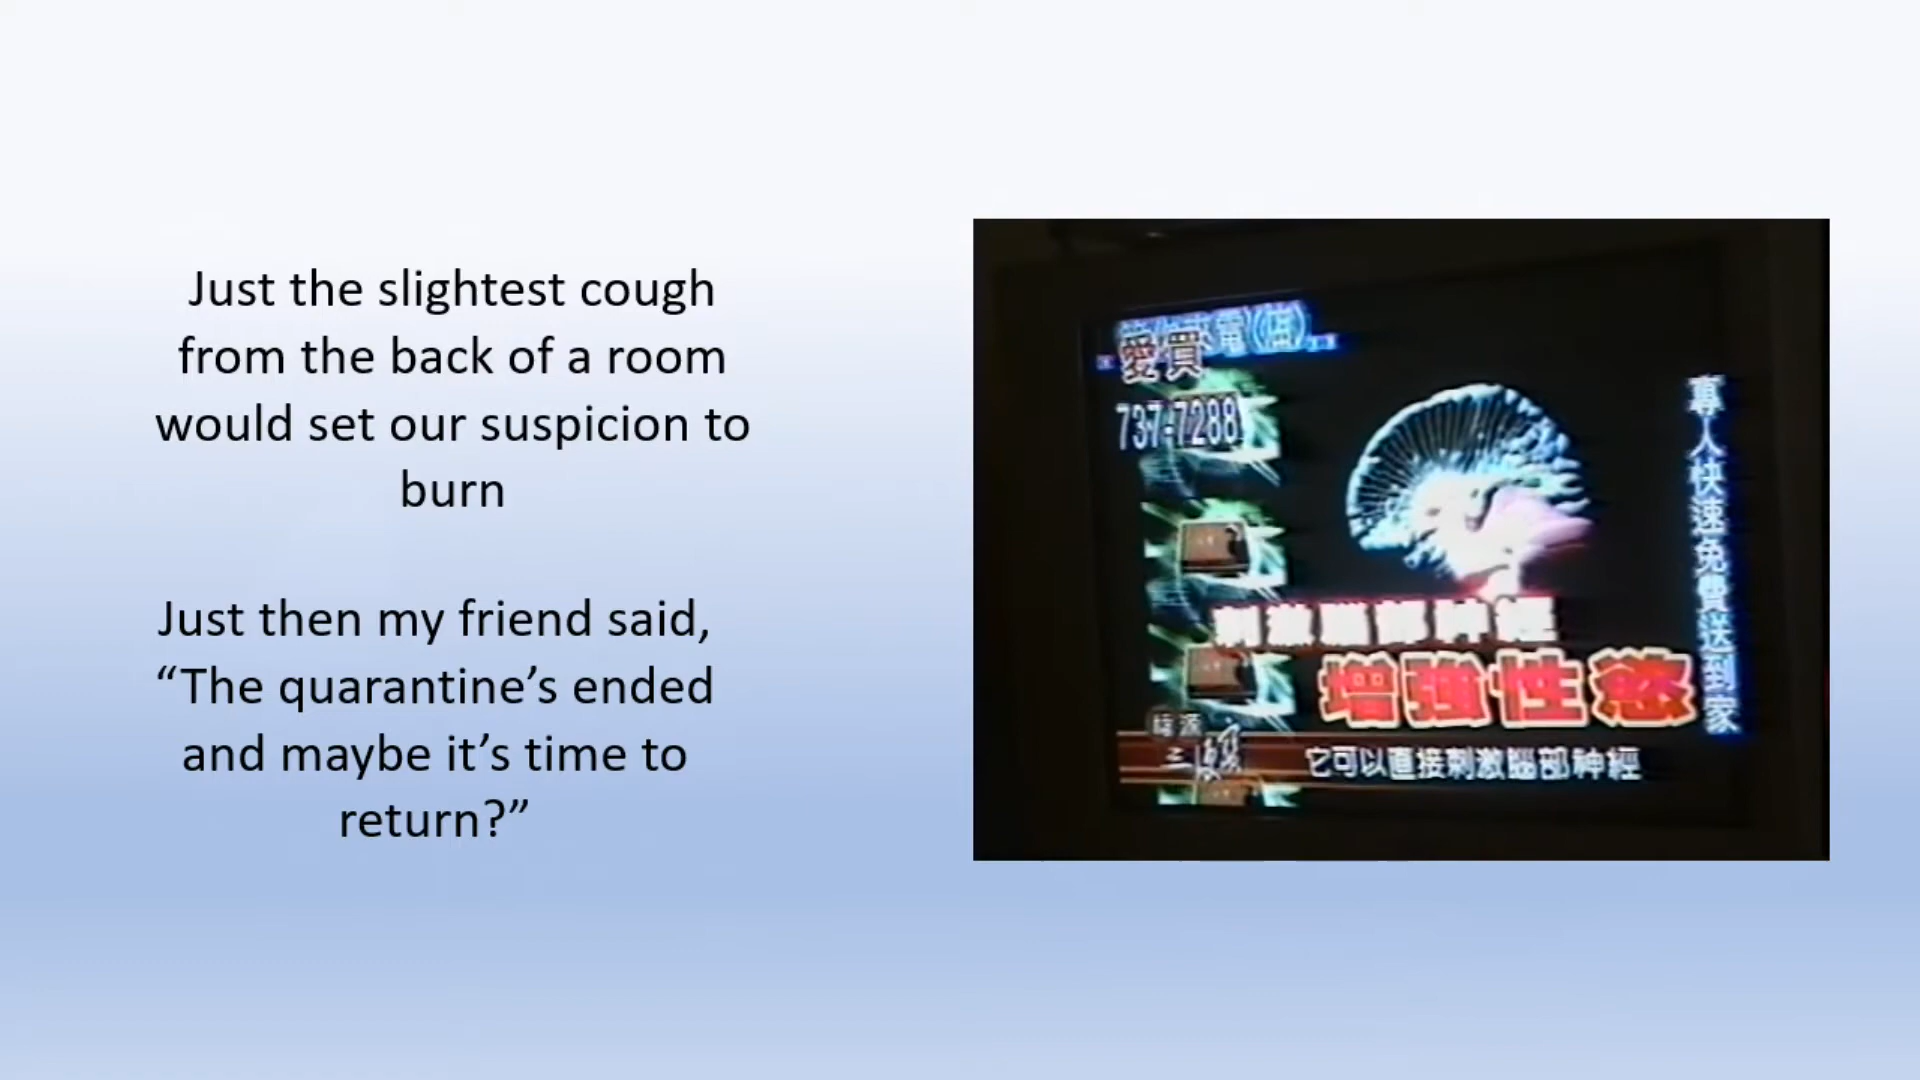 Just the slightest cough
from the back of a room
would set our suspicion to
burn
Just then my friend said,
“The quarantine’s ended
and maybe it’s time to
return?”
愛買
737-7288
專人快速免費送到家
刺激腦部神經
增強性慾
它可以直接刺激腦部神經